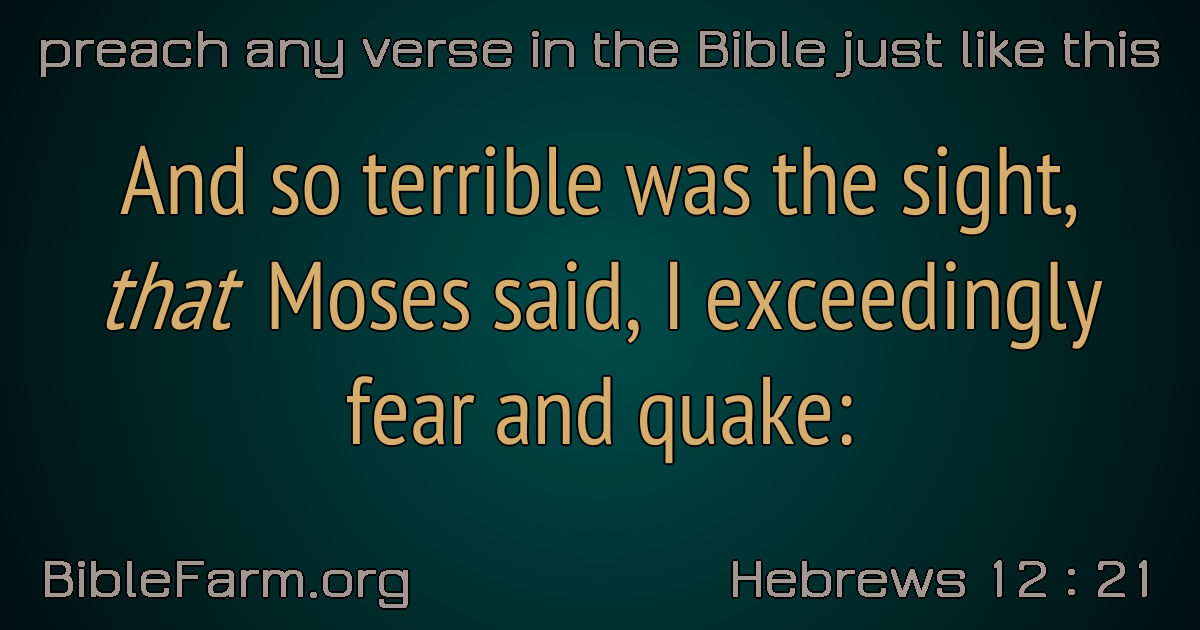 preach any verse in the Bible just like this
And so terrible was the sight,
that Moses said, I exceedingly
fear and quake:
BibleFarm.org
Hebrews 12 : 21